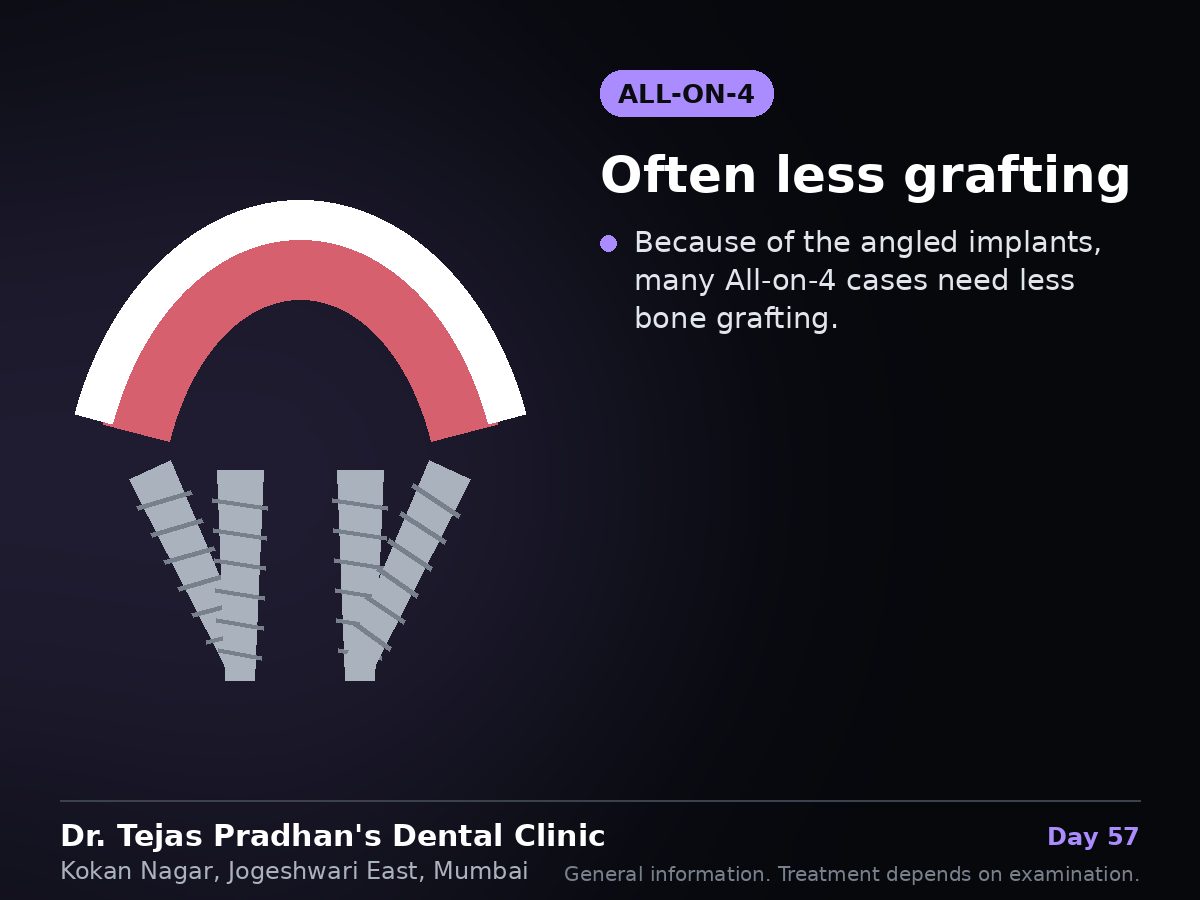 ALL-ON-4
Often less grafting
Because of the angled implants,
many All-on-4 cases need less
bone grafting.
Dr. Tejas Pradhan's Dental Clinic
Day 57
Kokan Nagar, Jogeshwari East, Mumbai
General information. Treatment depends on examination.